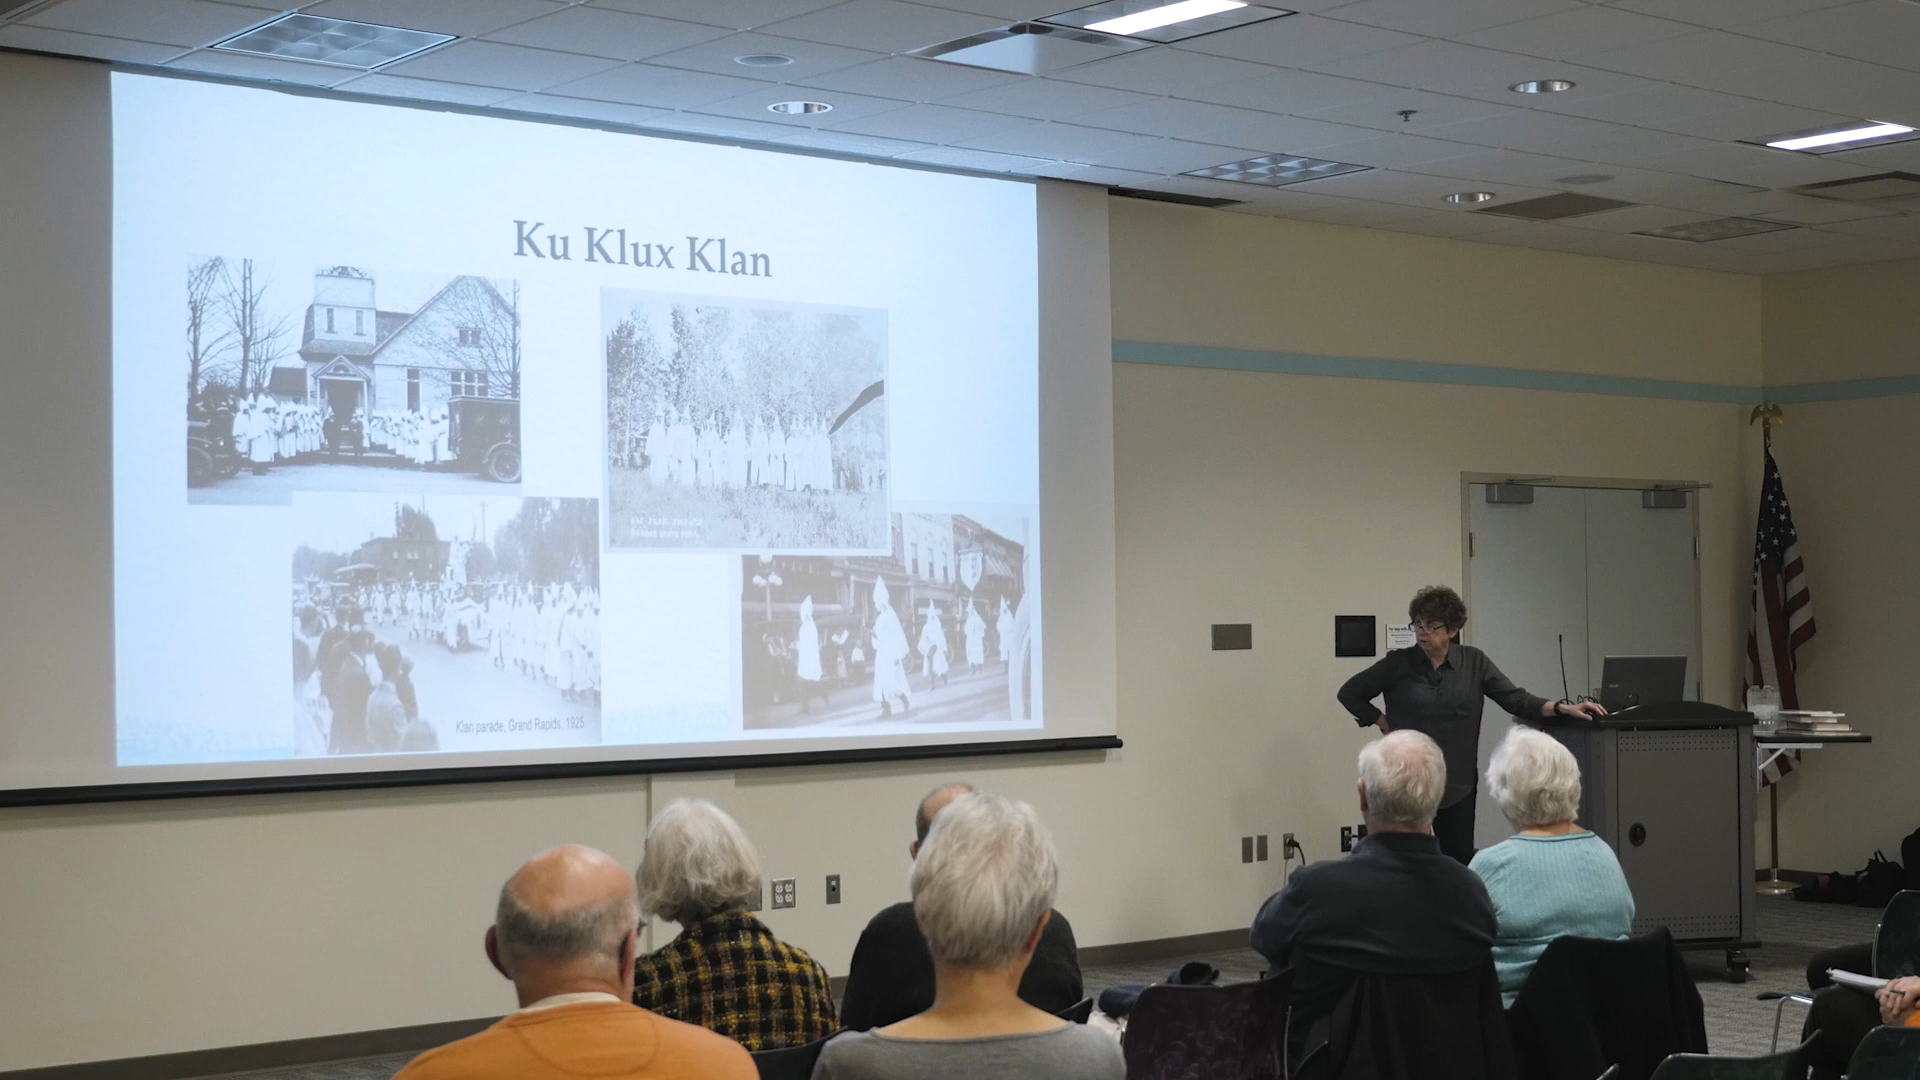 Ku Klux Klan
Klan parade, Grand Rapids, 1925